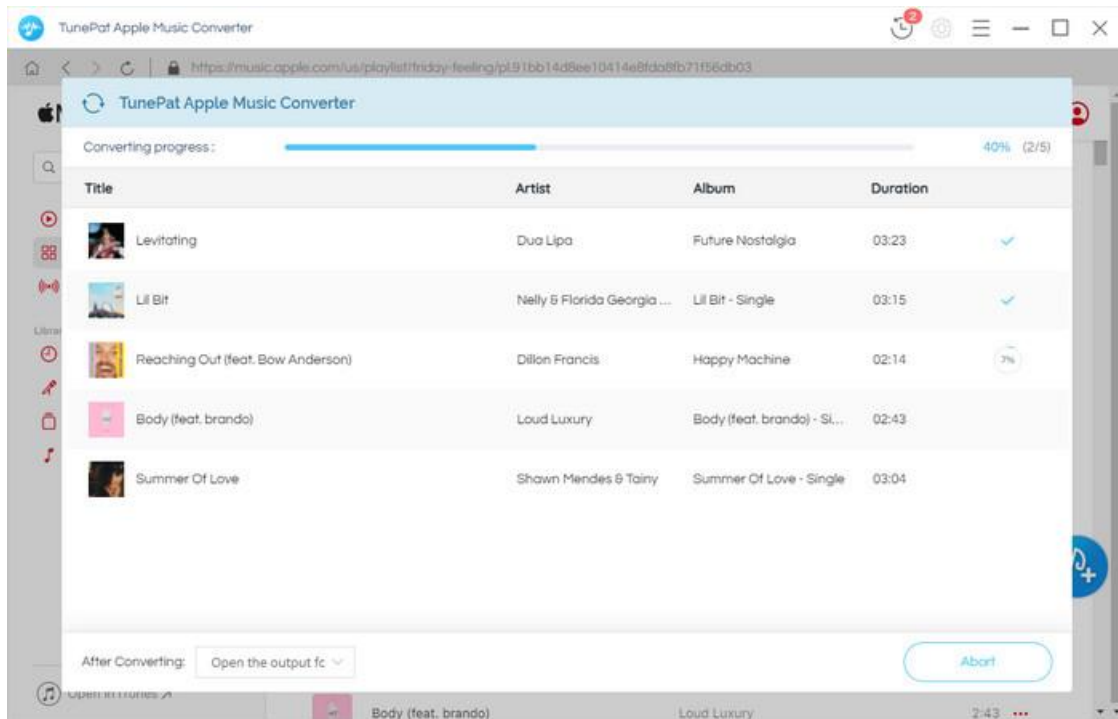 TunePat Apple Music Converter 2
https://music.apple.com/us/playlist/friday-feeling/pl.91bb14d8ee10414e8fda8fb71f56db03
TunePat Apple Music Converter
Converting progress : 40% (2/5)
Title Artist Album Duration
Levitating Dua Lipa Future Nostalgia 03:23
Lil Bit Nelly & Florida Georgia ... Lil Bit - Single 03:15
Reaching Out (feat. Bow Anderson) Dillon Francis Happy Machine 02:14 7%
Body (feat. brando) Loud Luxury Body (feat. brando) - Si... 02:43
Summer Of Love Shawn Mendes & Tainy Summer Of Love - Single 03:04
After Converting: Open the output fc Abort
Open in iTunes ↗
Body (feat. brando) Loud Luxury 2:43